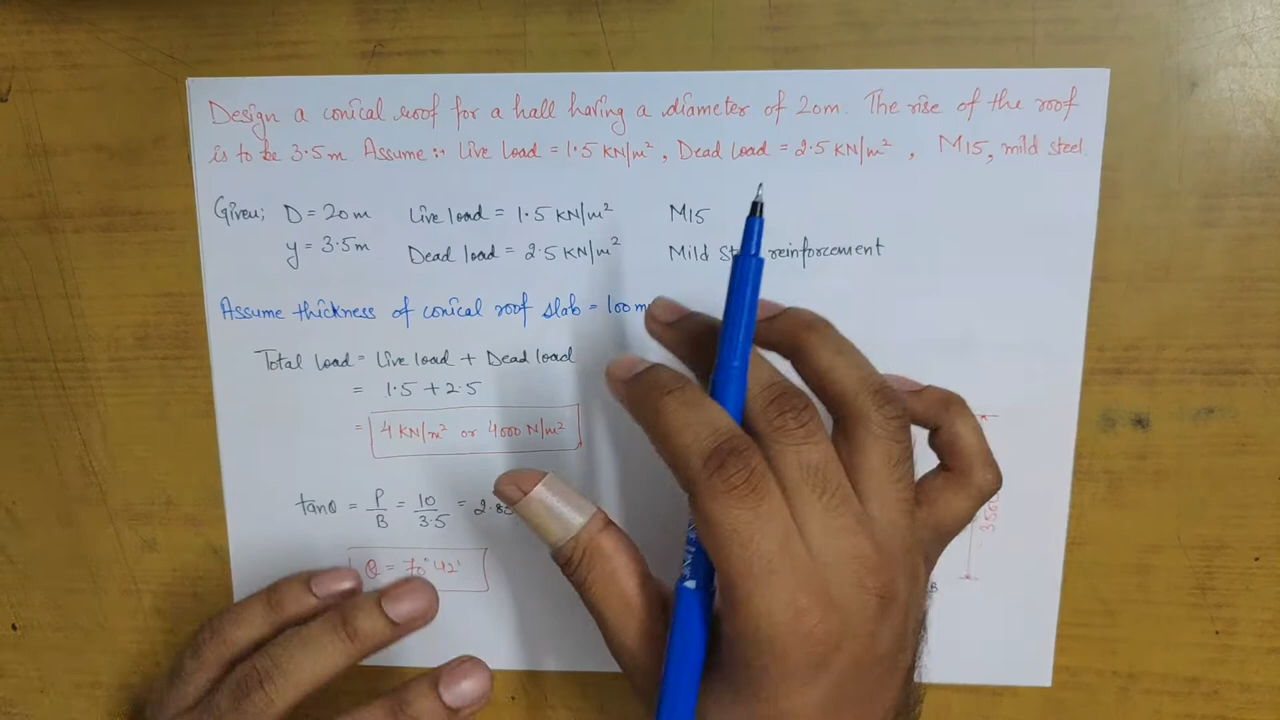 Design a conical roof for a hall having a diameter of 20m. The rise of the roof
is to be 3.5m Assume:- Live Load = 1.5 KN/m², Dead load = 2.5 KN/m², M15, mild steel.
Given; D = 20m Live load = 1.5 KN/m² M15
y = 3.5m Dead load = 2.5 KN/m² Mild reinforcement
Assume thickness of conical roof slab = 100
Total load = Live load + Dead load
= 1.5 + 2.5
= 4 KN/m² or 4000 N/m²
tanθ = P/B = 10/3.5 =
θ = 70° 42'
B